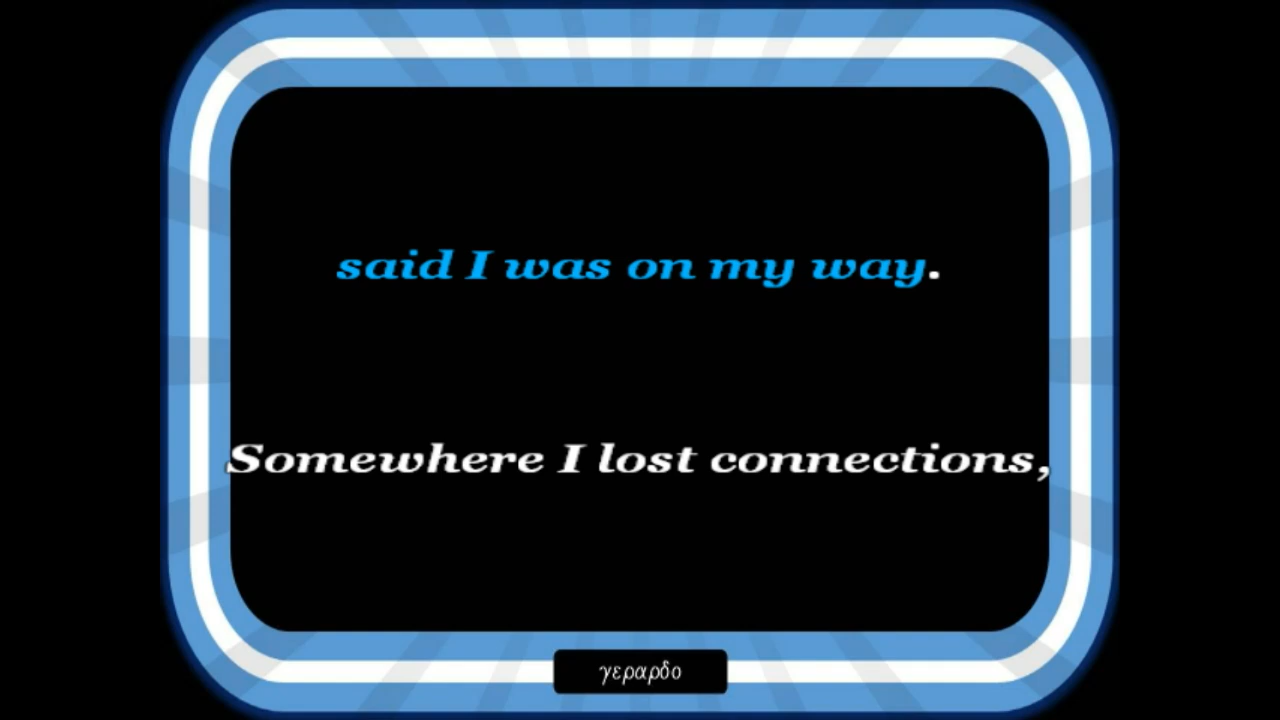 said I was on my way.
Somewhere I lost connections,
γεραρδο